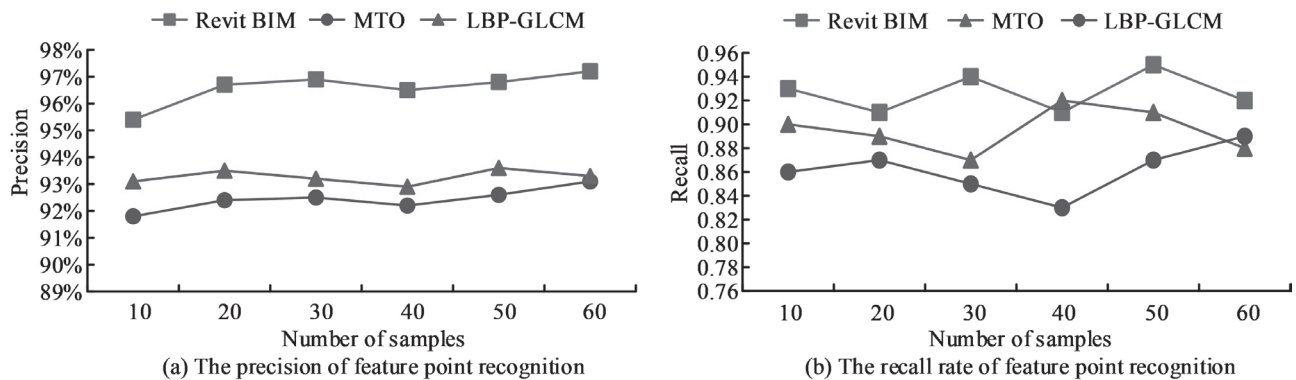 Revit BIM MTO LBP-GLCM
98%
97%
96%
95%
94%
93%
92%
91%
90%
89%
Precision
10 20 30 40 50 60
Number of samples
(a) The precision of feature point recognition
Revit BIM MTO LBP-GLCM
0.96
0.94
0.92
0.90
0.88
0.86
0.84
0.82
0.80
0.78
0.76
Recall
10 20 30 40 50 60
Number of samples
(b) The recall rate of feature point recognition